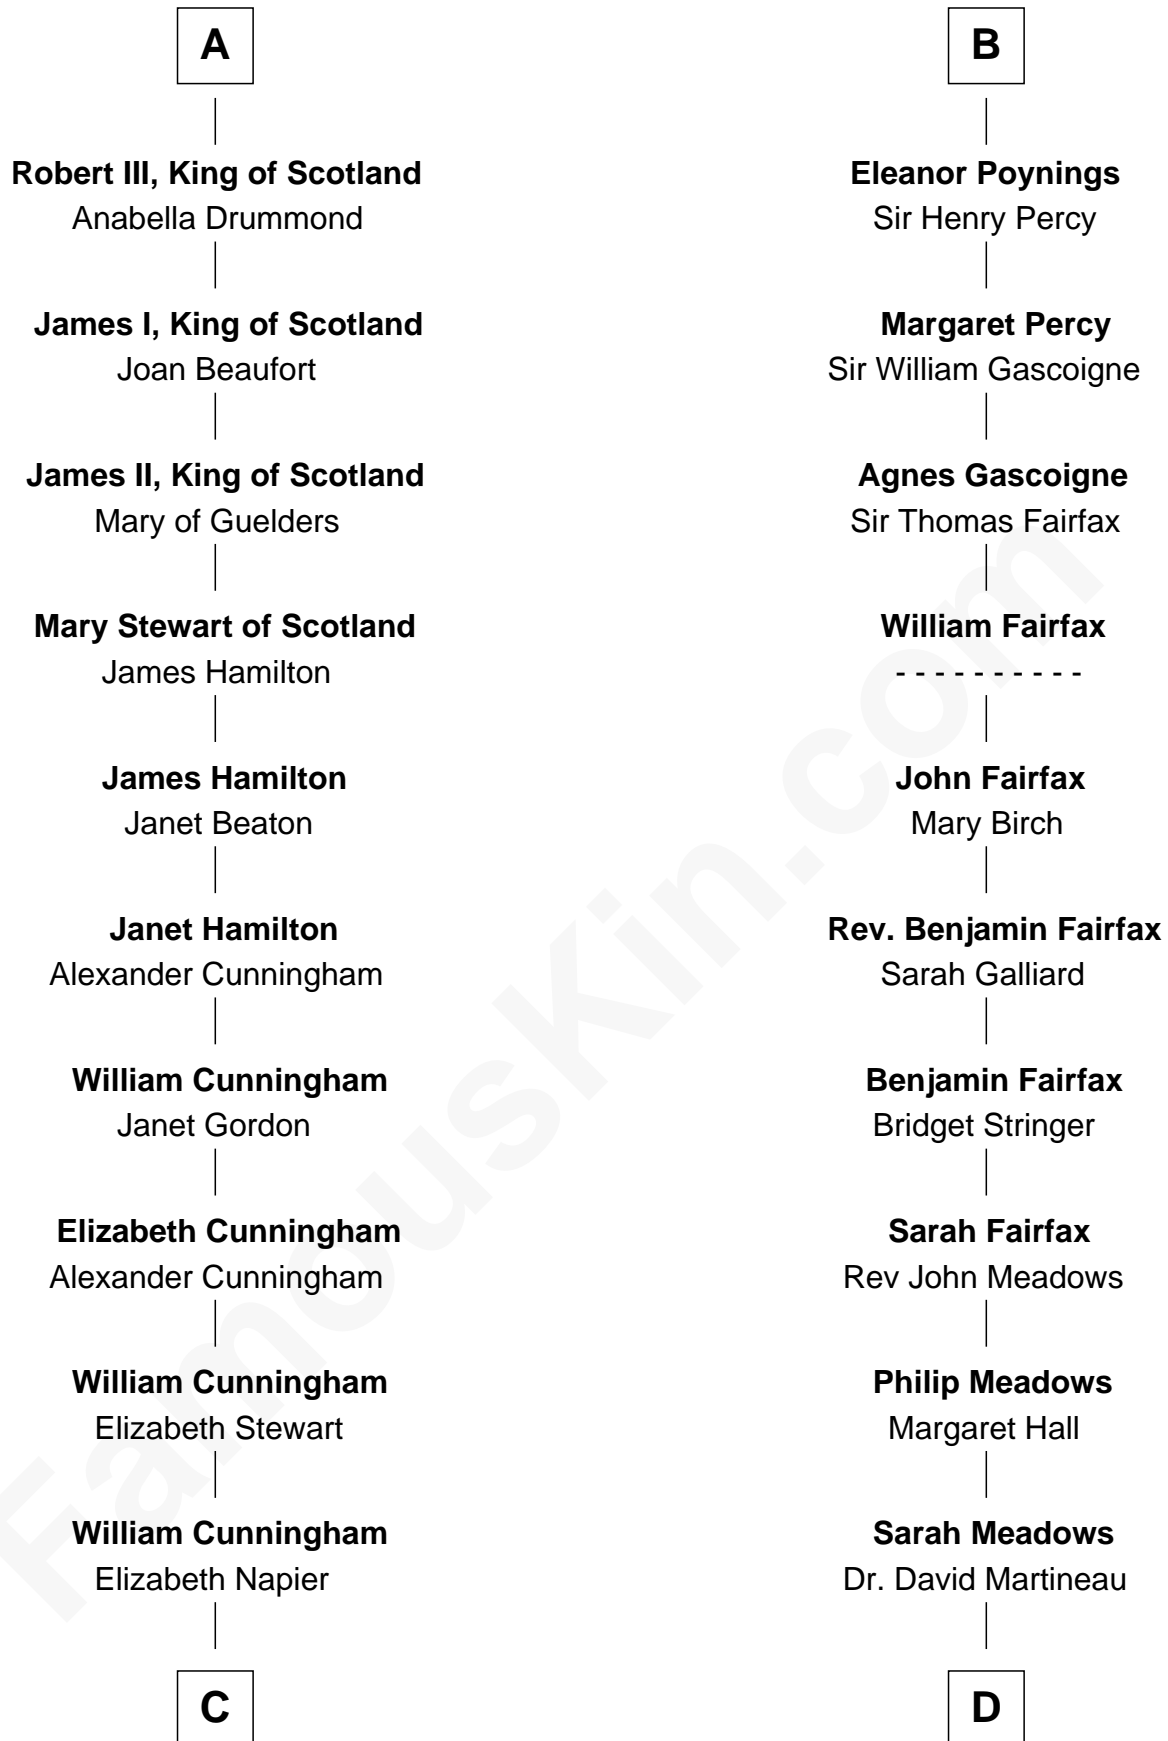 A
Robert III, King of Scotland
Anabella Drummond
James I, King of Scotland
Joan Beaufort
James II, King of Scotland
Mary of Guelders
Mary Stewart of Scotland
James Hamilton
James Hamilton
Janet Beaton
Janet Hamilton
Alexander Cunningham
William Cunningham
Janet Gordon
Elizabeth Cunningham
Alexander Cunningham
William Cunningham
Elizabeth Stewart
William Cunningham
Elizabeth Napier
C
B
Eleanor Poynings
Sir Henry Percy
Margaret Percy
Sir William Gascoigne
Agnes Gascoigne
Sir Thomas Fairfax
William Fairfax
- - - - - - - - - -
John Fairfax
Mary Birch
Rev. Benjamin Fairfax
Sarah Galliard
Benjamin Fairfax
Bridget Stringer
Sarah Fairfax
Rev John Meadows
Philip Meadows
Margaret Hall
Sarah Meadows
Dr. David Martineau
D
FamousKin.com